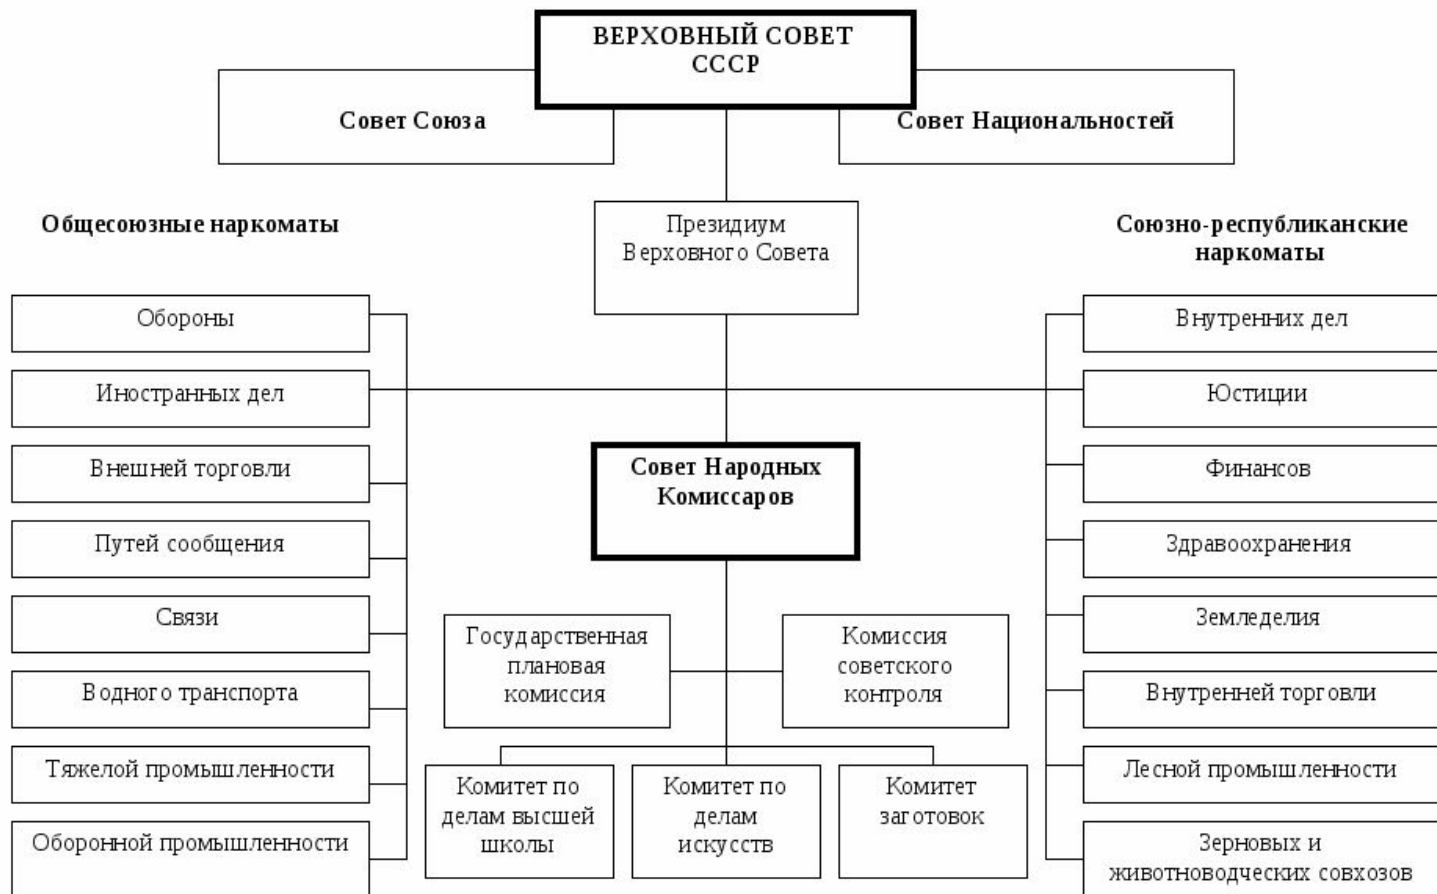 ВЕРХОВНЫЙ СОВЕТ
СССР
Совет Союза
Совет Национальностей
Президиум
Верховного Совета
Общесоюзные наркоматы
Обороны
Иностранных дел
Внешней торговли
Путей сообщения
Связи
Водного транспорта
Тяжелой промышленности
Оборонной промышленности
Совет Народных
Комиссаров
Государственная
плановая
комиссия
Комиссия
советского
контроля
Комитет по
делам высшей
школы
Комитет по
делам
искусств
Комитет
заготовок
Союзно-республиканские
наркоматы
Внутренних дел
Юстиции
Финансов
Здравоохранения
Земледелия
Внутренней торговли
Лесной промышленности
Зерновых и
животноводческих совхозов